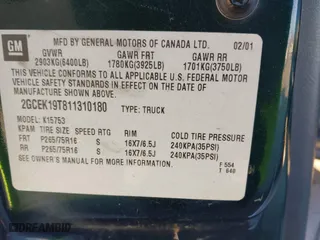 GM
MFD BY GENERAL MOTORS OF CANADA LTD. 02/01
GVWR GAWR FRT GAWR RR
2903KG(6400LB) 1780KG(3925LB) 1701KG(3750LB)
THIS VEHICLE CONFORMS TO ALL APPLICABLE U.S. FEDERAL MOTOR
VEHICLE SAFETY STANDARDS IN EFFECT ON THE DATE OF
MANUFACTURE SHOWN ABOVE.
2GCEK19T811310180 TYPE: TRUCK
MODEL: K15753
KPAM TIRE SIZE SPEED RTG RIM COLD TIRE PRESSURE
FRT P265/75R16 S 16X7/6.5J 240KPA(35PSI)
RR P265/75R16 S 16X7/6.5J 240KPA(35PSI)
SEE OWNER'S MANUAL FOR MORE INFORMATION.
F 554
T 640